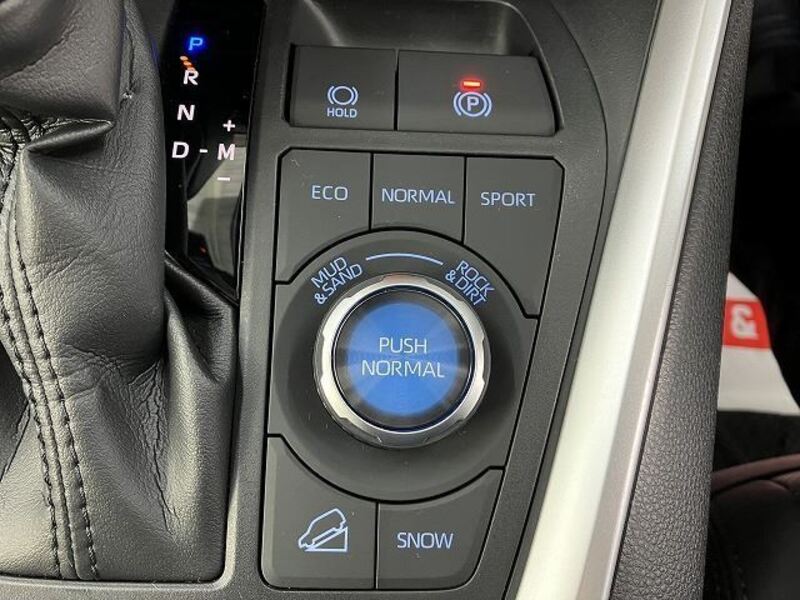 P
R
N
D - M
+
-
HOLD
P
ECO
NORMAL
SPORT
MUD
& SAND
ROCK
& DIRT
PUSH
NORMAL
SNOW
&